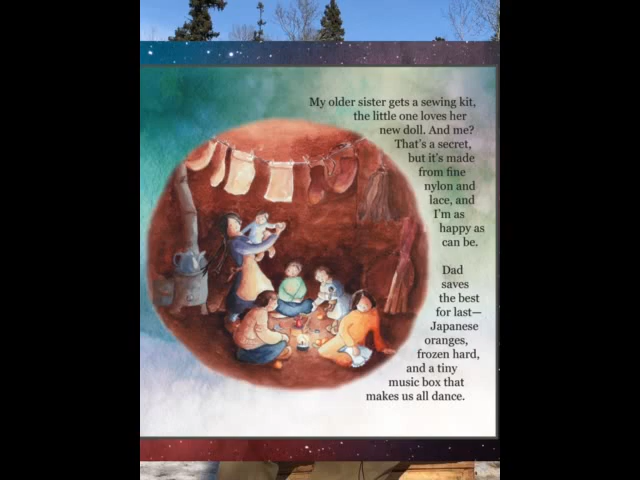 My older sister gets a sewing kit,
the little one loves her
new doll. And me?
That's a secret,
but it's made
from fine
nylon and
lace, and
I'm as
happy as
can be.
Dad
saves
the best
for last—
Japanese
oranges,
frozen hard,
and a tiny
music box that
makes us all dance.